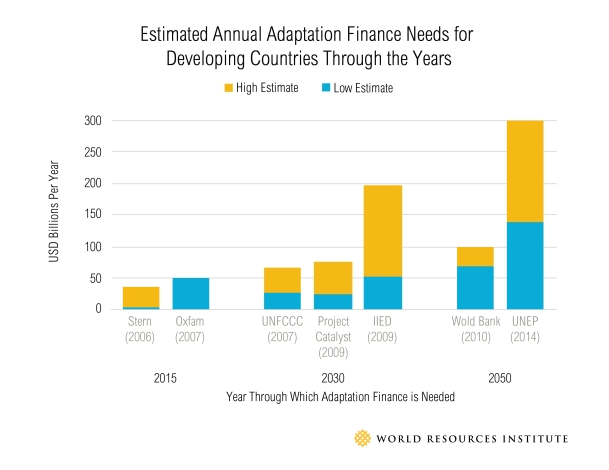 Estimated Annual Adaptation Finance Needs for
Developing Countries Through the Years
High Estimate Low Estimate
USD Billions Per Year
300
250
200
150
100
50
0
Stern Oxfam UNFCCC Project IIED Wold Bank UNEP
(2006) (2007) (2007) Catalyst (2009) (2010) (2014)
(2009)
2015 2030 2050
Year Through Which Adaptation Finance is Needed
WORLD RESOURCES INSTITUTE